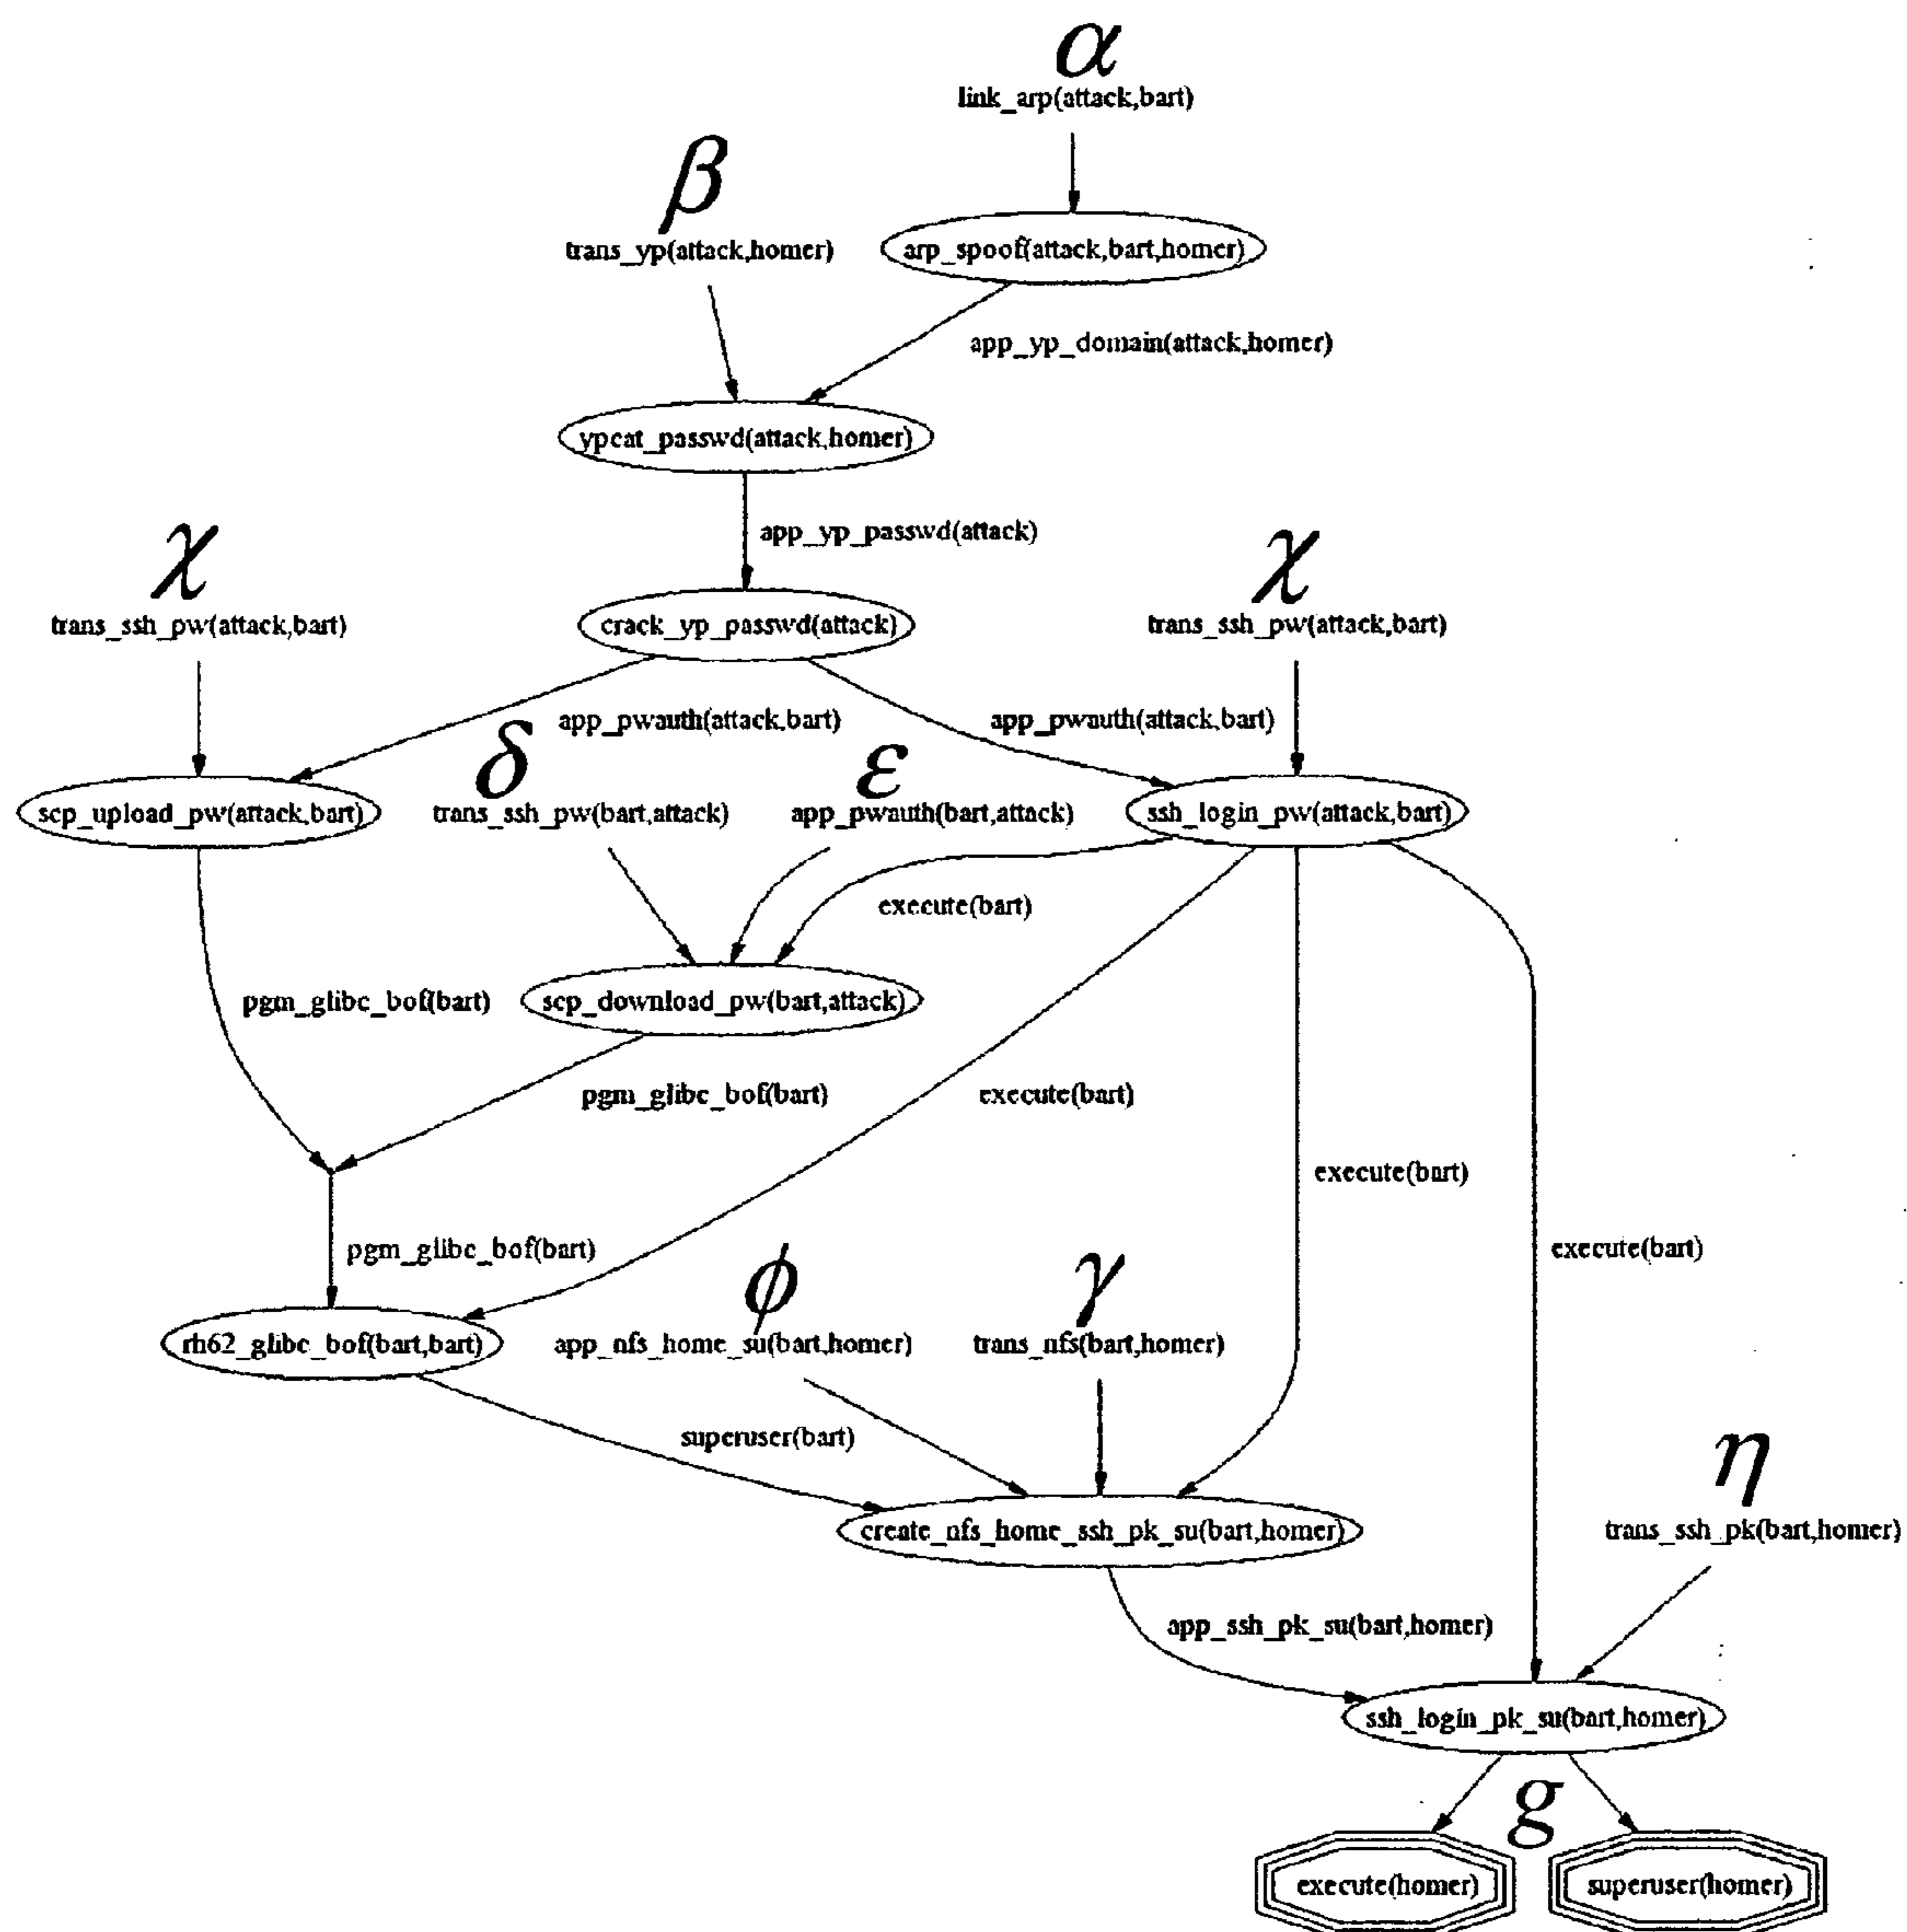 α
link_arp(attack,bart)
β
trans_yp(attack,homer)
arp_spoof(attack,bart,homer)
app_yp_domain(attack,homer)
ypcat_passwd(attack,homer)
app_yp_passwd(attack)
χ
trans_ssh_pw(attack,bart)
crack_yp_passwd(attack)
χ
trans_ssh_pw(attack,bart)
app_pwauth(attack,bart)
app_pwauth(attack,bart)
scp_upload_pw(attack,bart)
δ
trans_ssh_pw(bart,attack)
ε
app_pwauth(bart,attack)
ssh_login_pw(attack,bart)
execute(bart)
pgm_glibc_bof(bart)
scp_download_pw(bart,attack)
pgm_glibc_bof(bart)
execute(bart)
execute(bart)
pgm_glibc_bof(bart)
execute(bart)
rh62_glibc_bof(bart,bart)
ϕ
app_nfs_home_su(bart,homer)
γ
trans_nfs(bart,homer)
superuser(bart)
η
trans_ssh_pk(bart,homer)
create_nfs_home_ssh_pk_su(bart,homer)
app_ssh_pk_su(bart,homer)
ssh_login_pk_su(bart,homer)
g
execute(homer)
superuser(homer)